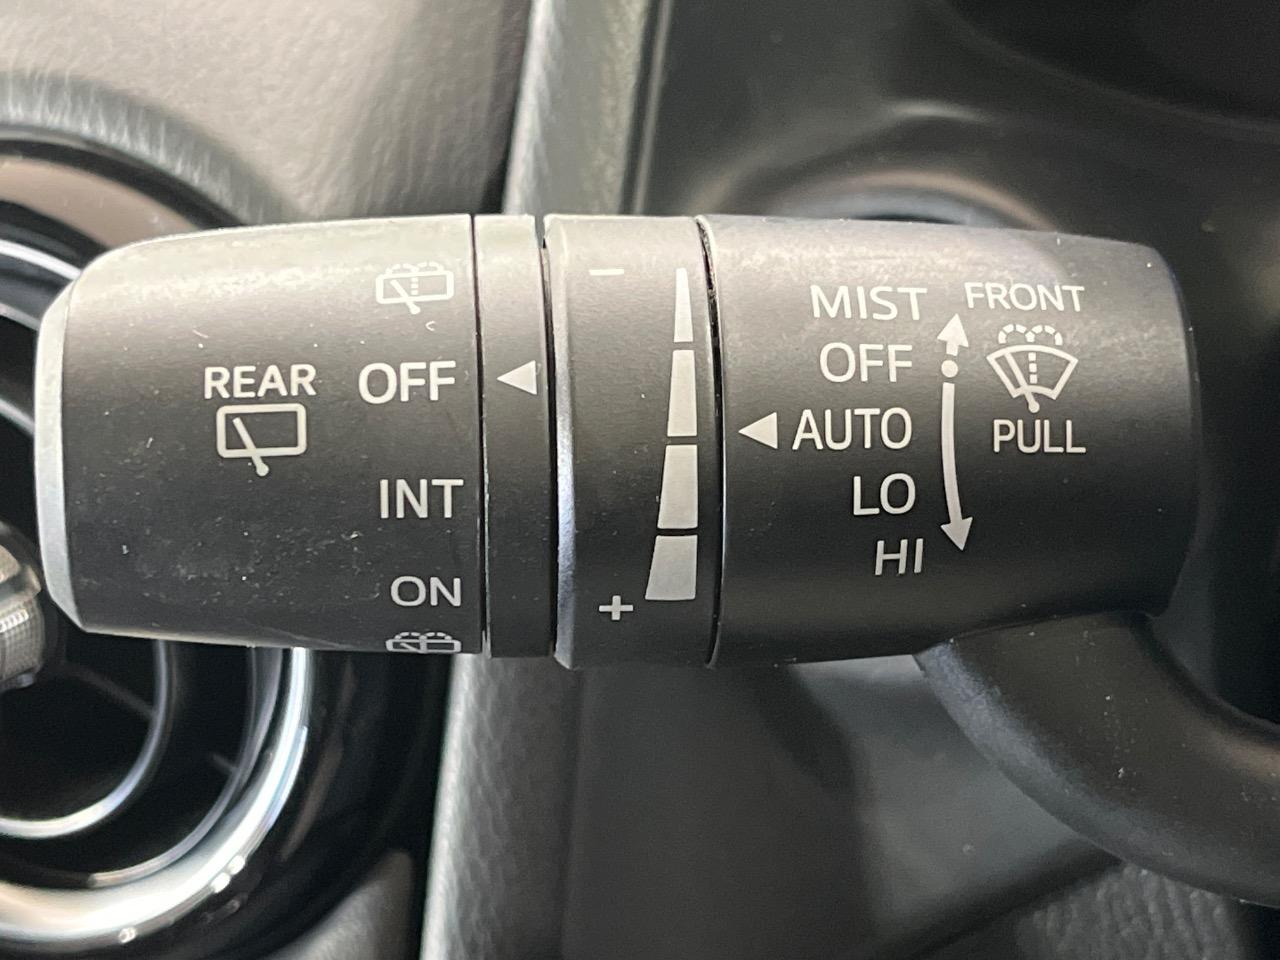 REAR
OFF
INT
ON
−
+
MIST
OFF
AUTO
LO
HI
FRONT
PULL